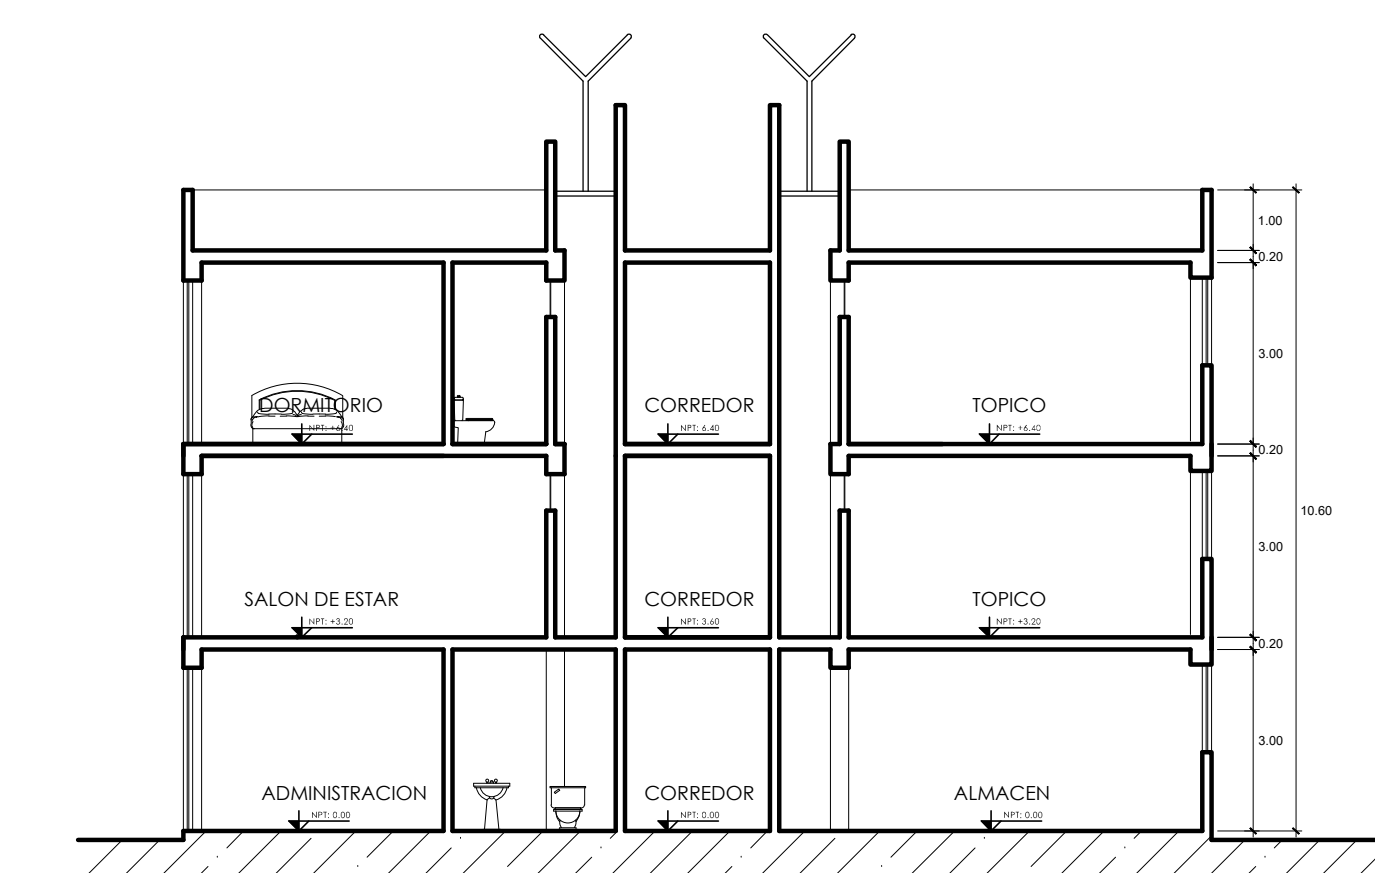 1.00
0.20
3.00
DORMITORIO
CORREDOR
TOPICO
NPT: +6.40
NPT: 6.40
NPT: +6.40
0.20
10.60
3.00
SALON DE ESTAR
CORREDOR
TOPICO
NPT: +3.20
NPT: 3.60
NPT: +3.20
0.20
3.00
ADMINISTRACION
CORREDOR
ALMACEN
NPT: 0.00
NPT: 0.00
NPT: 0.00